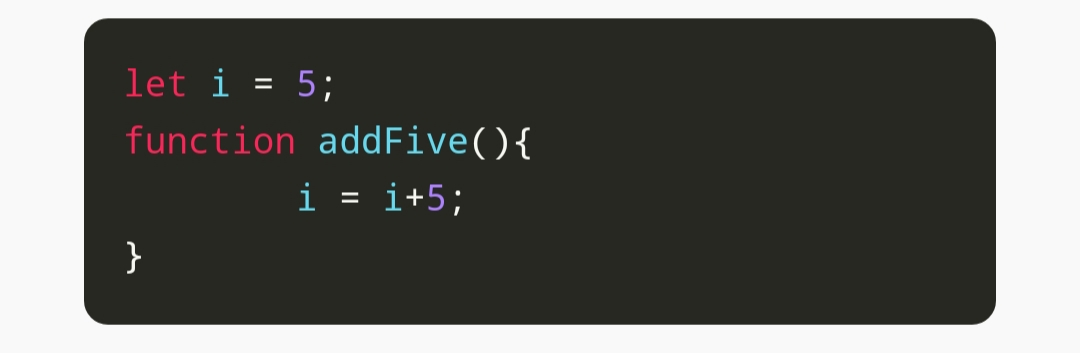 let i = 5;
function addFive(){
        i = i+5;
}